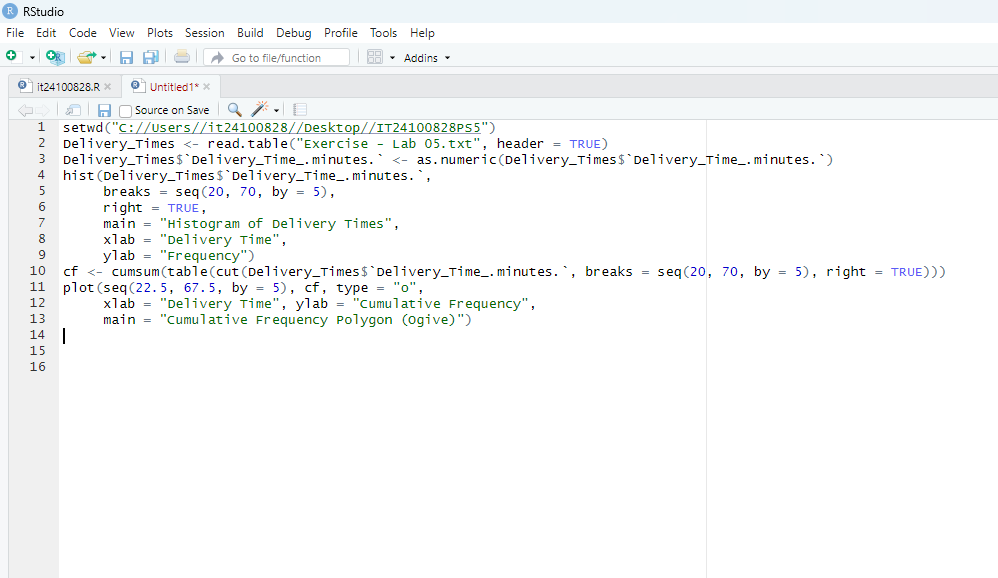 RStudio
File Edit Code View Plots Session Build Debug Profile Tools Help
Go to file/function Addins
it24100828.R Untitled1*
Source on Save
1 setwd("C://Users//it24100828//Desktop//IT24100828PS5")
2 Delivery_Times <- read.table("Exercise - Lab 05.txt", header = TRUE)
3 Delivery_Times$`Delivery_Time_.minutes.` <- as.numeric(Delivery_Times$`Delivery_Time_.minutes.`)
4 hist(Delivery_Times$`Delivery_Time_.minutes.`,
5 breaks = seq(20, 70, by = 5),
6 right = TRUE,
7 main = "Histogram of Delivery Times",
8 xlab = "Delivery Time",
9 ylab = "Frequency")
10 cf <- cumsum(table(cut(Delivery_Times$`Delivery_Time_.minutes.`, breaks = seq(20, 70, by = 5), right = TRUE)))
11 plot(seq(22.5, 67.5, by = 5), cf, type = "o",
12 xlab = "Delivery Time", ylab = "Cumulative Frequency",
13 main = "Cumulative Frequency Polygon (Ogive)")
14
15
16